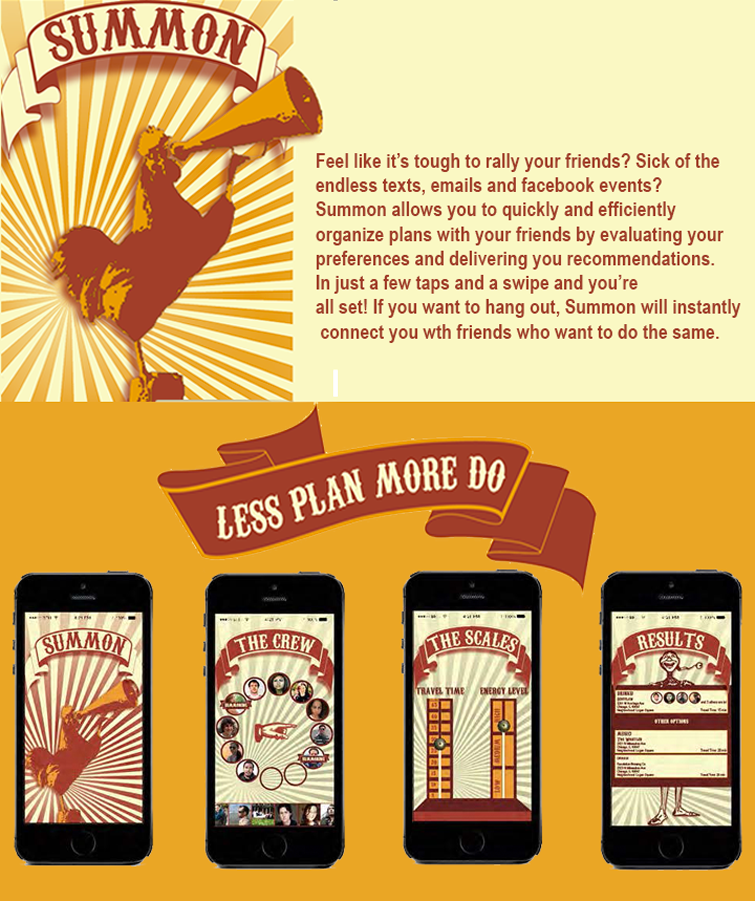 SUMMON
Feel like it's tough to rally your friends? Sick of the
endless texts, emails and facebook events?
Summon allows you to quickly and efficiently
organize plans with your friends by evaluating your
preferences and delivering you recommendations.
In just a few taps and a swipe and you're
all set! If you want to hang out, Summon will instantly
connect you wth friends who want to do the same.
LESS PLAN MORE DO
SUMMON
THE CREW
THE SCALES
TRAVEL TIME
ENERGY LEVEL
LOW
MEDIUM
HIGH
RESULTS
OTHER OPTIONS
MUSIC